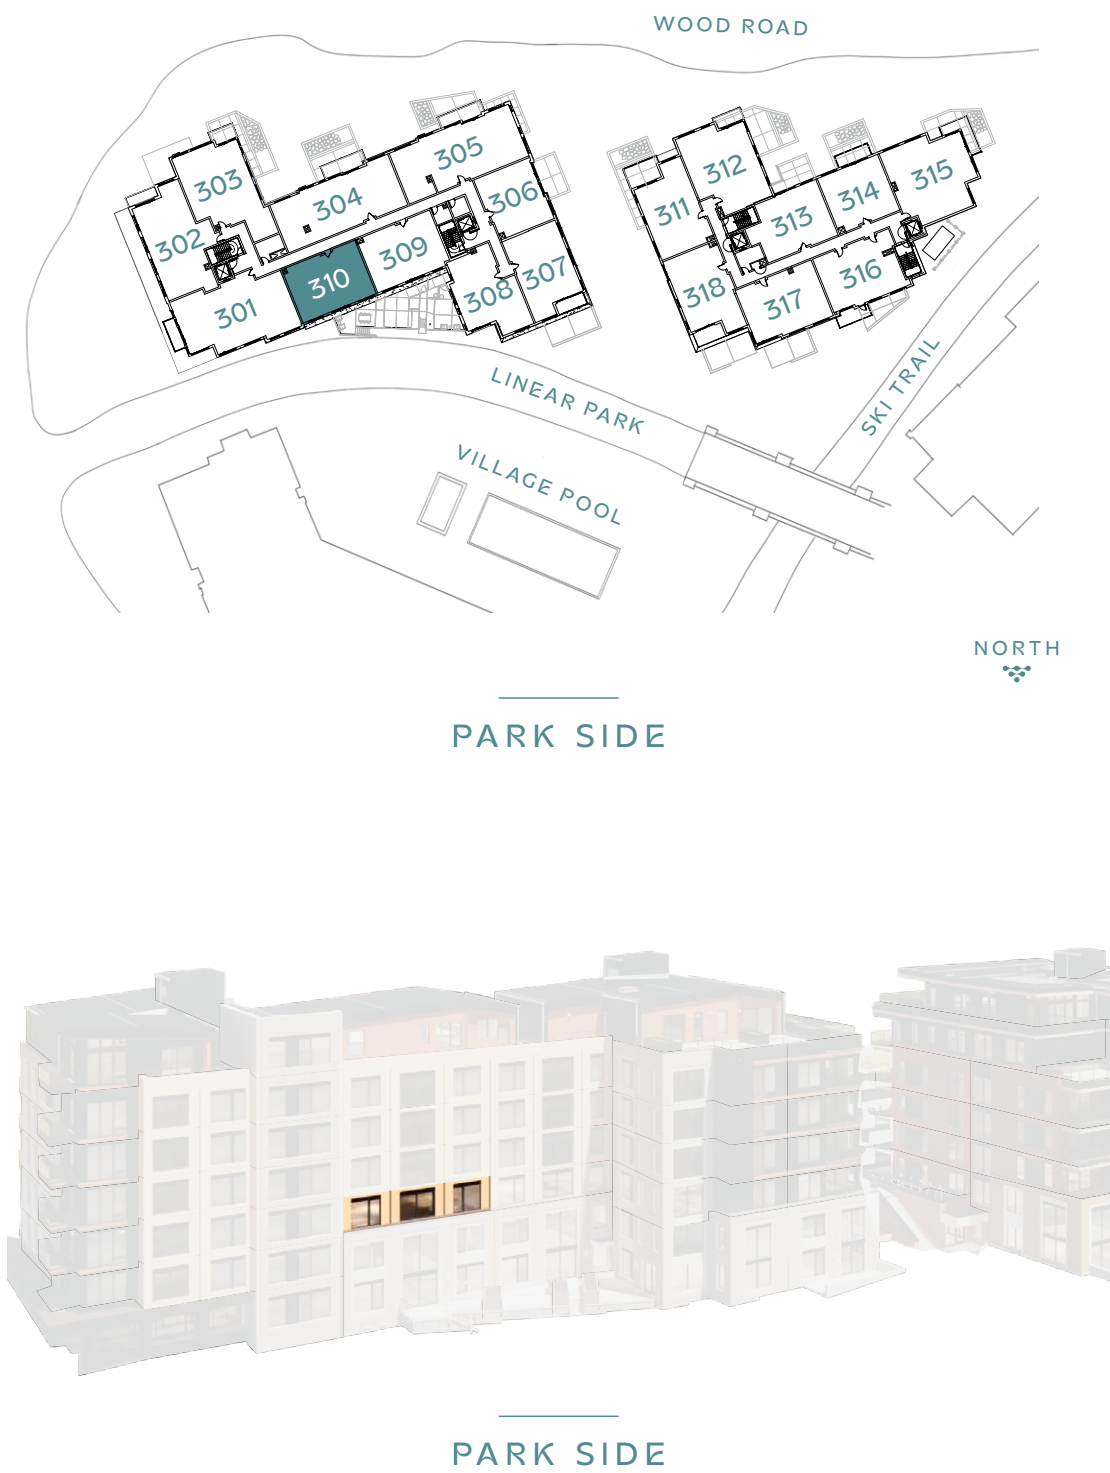 WOOD ROAD
305
303
304
306
302
309
307
310
308
301
312
315
314
311
313
316
318
317
LINEAR PARK
SKI TRAIL
VILLAGE POOL
NORTH
PARK SIDE
PARK SIDE